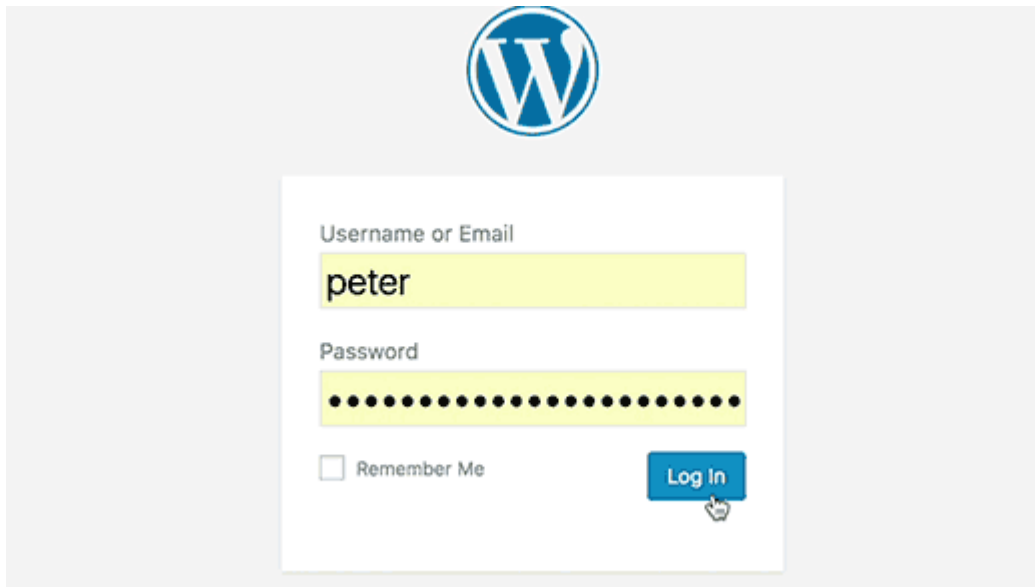 Username or Email
peter
Password
•••••••••••••••••••••••
Remember Me
Log In